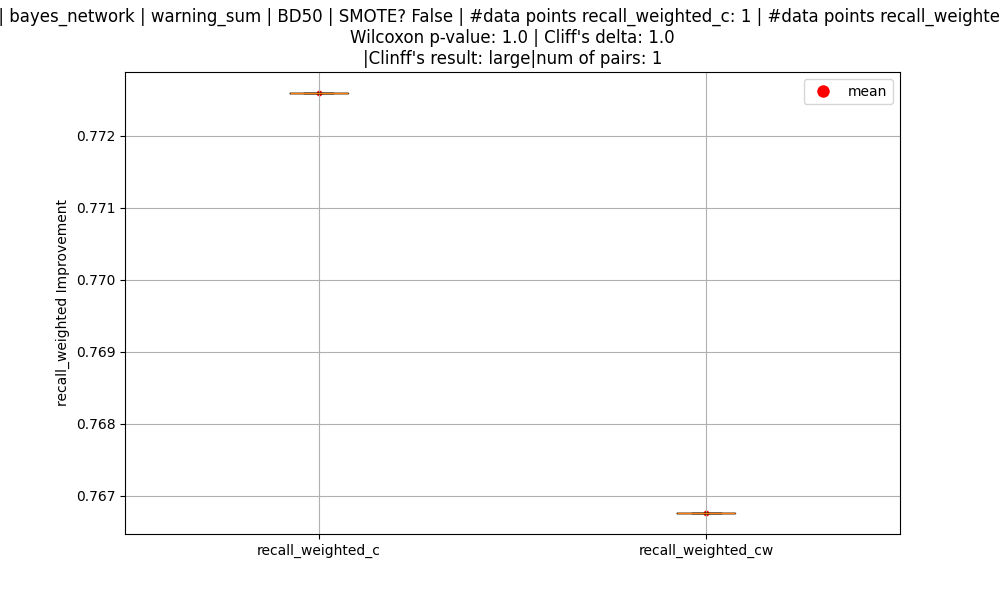 | bayes_network | warning_sum | BD50 | SMOTE? False | #data points recall_weighted_c: 1 | #data points recall_weighte
Wilcoxon p-value: 1.0 | Cliff's delta: 1.0
|Clinff's result: large|num of pairs: 1
mean
0.772
0.771
0.770
0.769
0.768
0.767
recall_weighted Improvement
recall_weighted_c
recall_weighted_cw